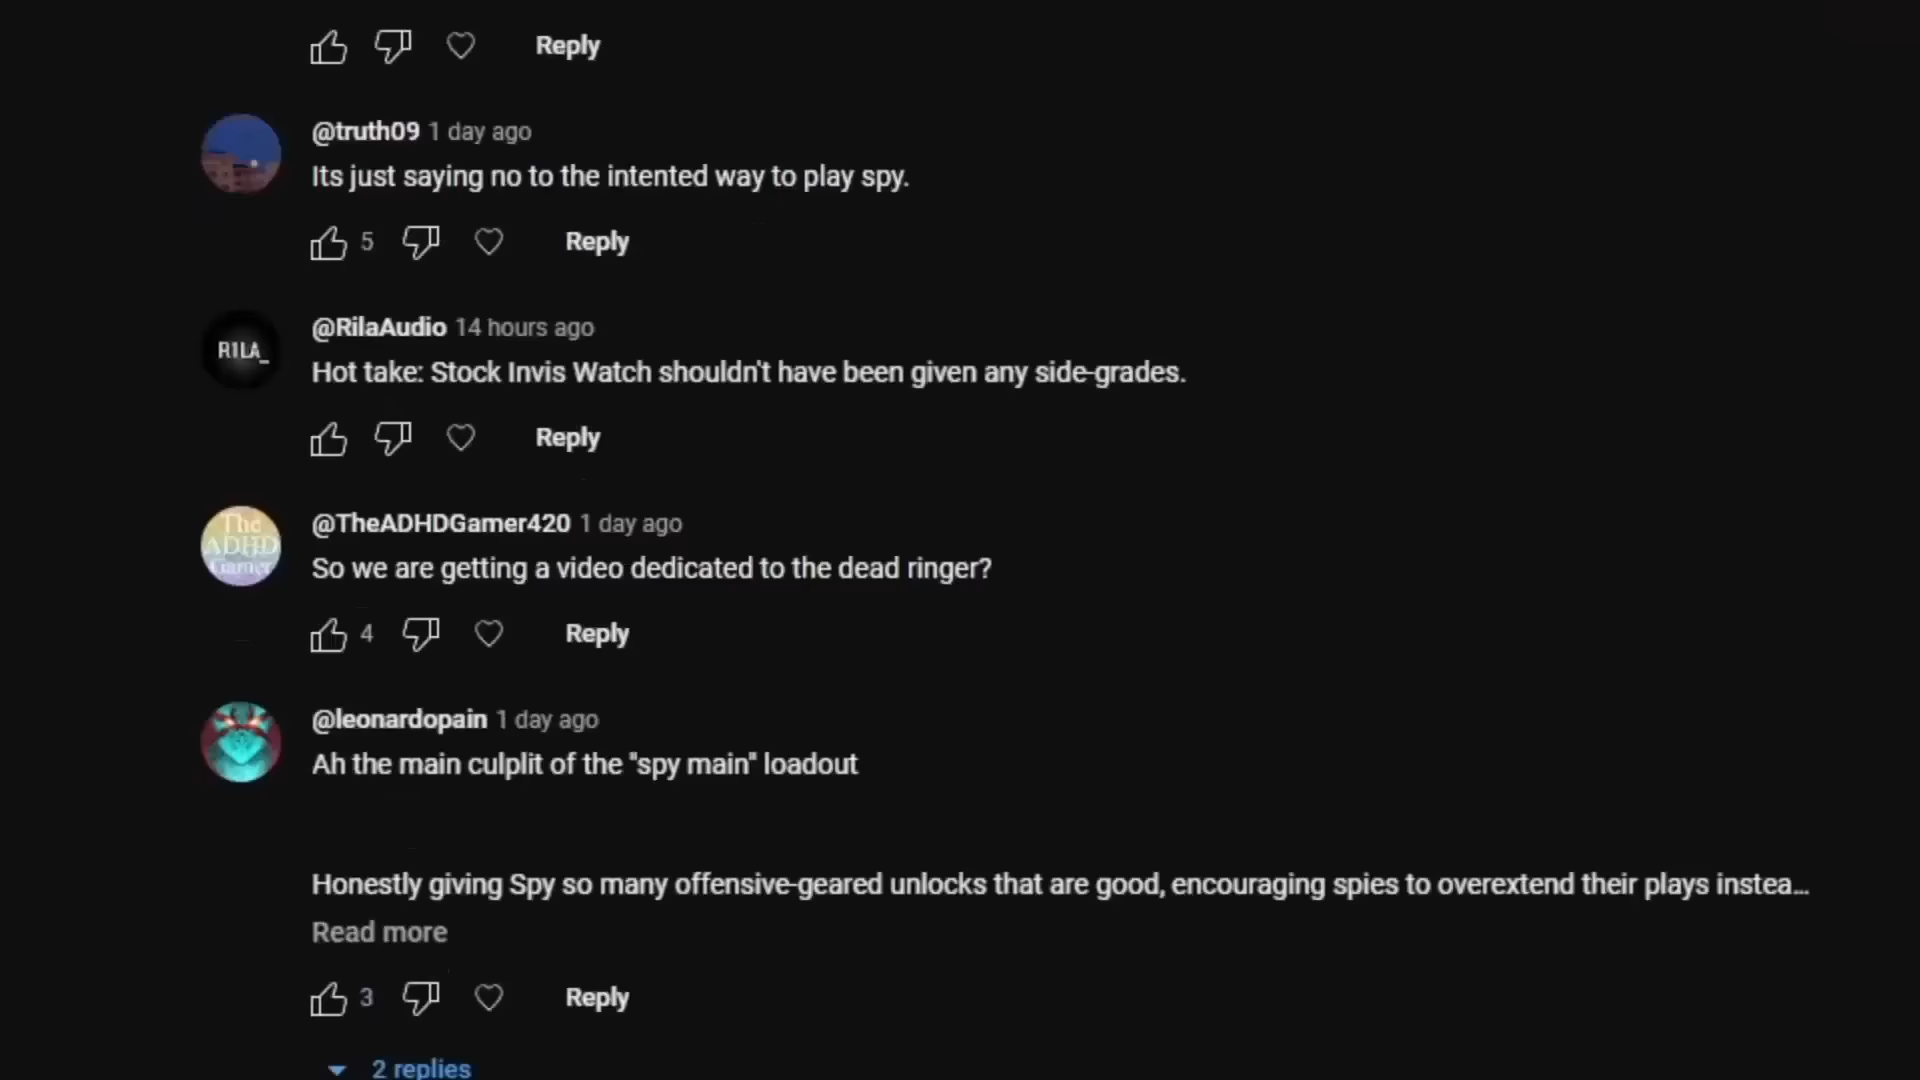 Reply
@truth09 1 day ago
Its just saying no to the intented way to play spy.
5 Reply
R1LA_
@RilaAudio 14 hours ago
Hot take: Stock Invis Watch shouldn't have been given any side-grades.
Reply
The
ADHD
Gamer
@TheADHDGamer420 1 day ago
So we are getting a video dedicated to the dead ringer?
4 Reply
@leonardopain 1 day ago
Ah the main culplit of the "spy main" loadout
Honestly giving Spy so many offensive-geared unlocks that are good, encouraging spies to overextend their plays instea...
Read more
3 Reply
2 replies